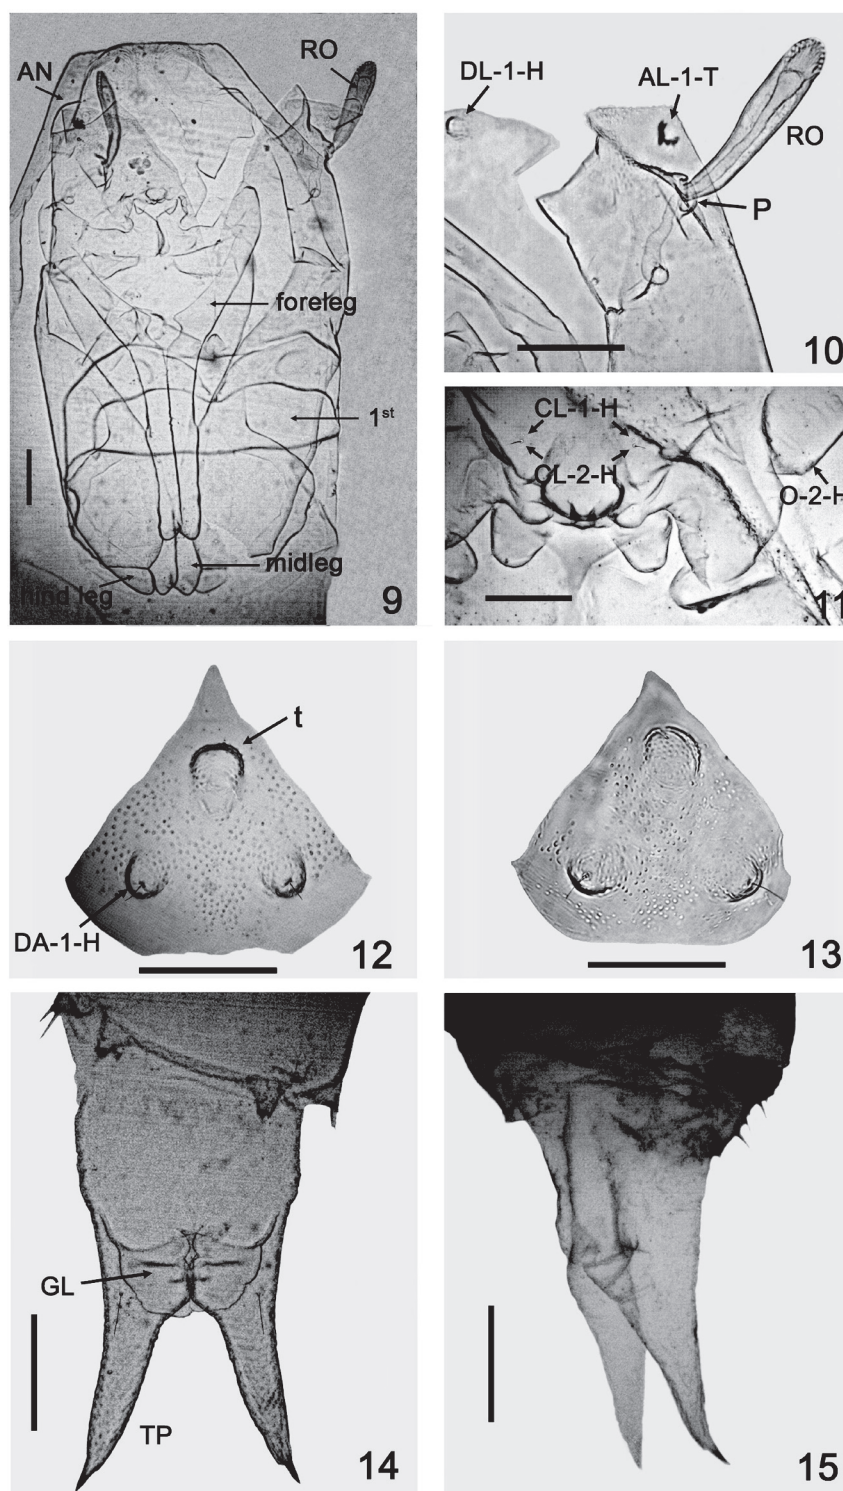 AN
RO
foreleg
1st
midleg
hind leg
9
DL-1-H
AL-1-T
RO
P
10
CL-1-H
CL-2-H
O-2-H
11
t
DA-1-H
12
13
GL
TP
14
15